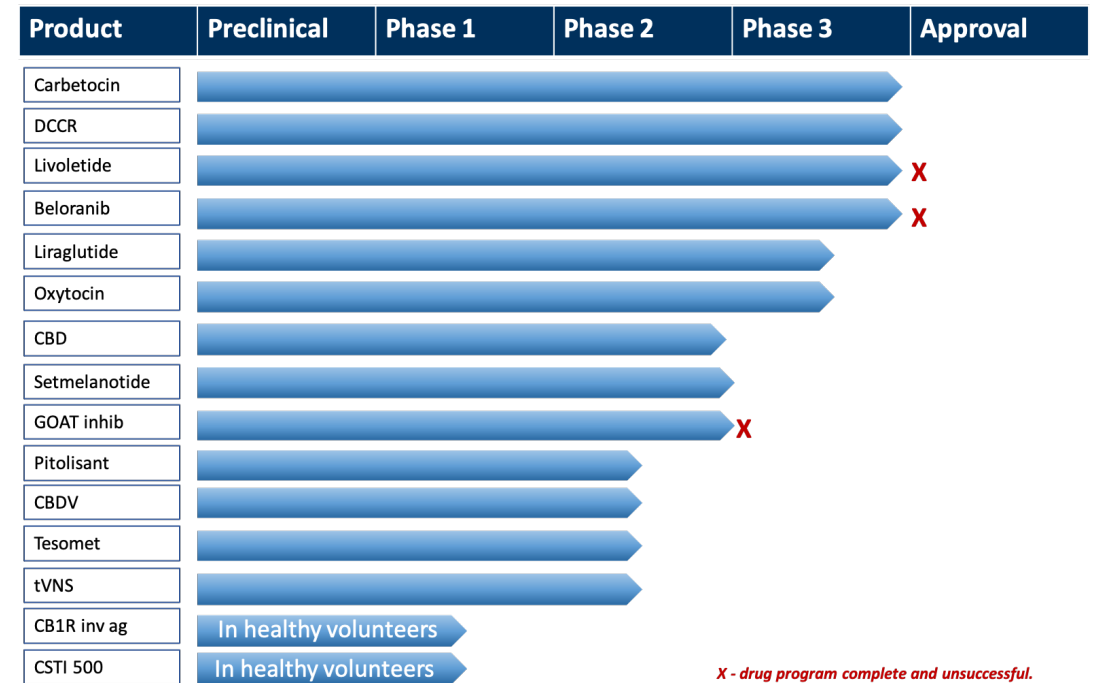 Product Preclinical Phase 1 Phase 2 Phase 3 Approval
Carbetocin
DCCR
Livoletide X
Beloranib X
Liraglutide
Oxytocin
CBD
Setmelanotide
GOAT inhib X
Pitolisant
CBDV
Tesomet
tVNS
CB1R inv ag In healthy volunteers
CSTI 500 In healthy volunteers
X - drug program complete and unsuccessful.